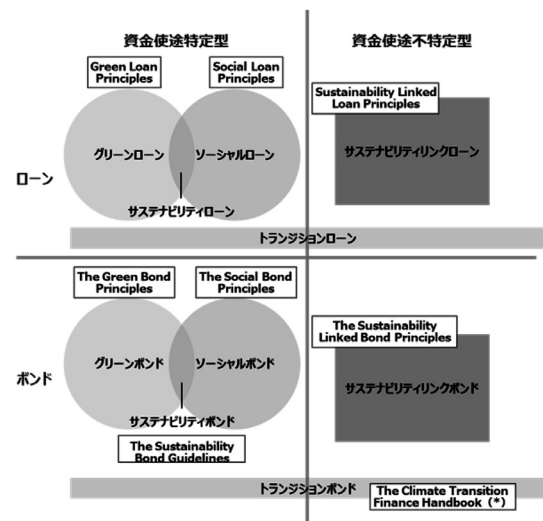 資金使途特定型
資金使途不特定型
Green Loan
Principles
Social Loan
Principles
Sustainability Linked
Loan Principles
グリーンローン
ソーシャルローン
サステナビリティリンクローン
ローン
サステナビリティローン
トランジションローン
The Green Bond
Principles
The Social Bond
Principles
The Sustainability
Linked Bond Principles
グリーンボンド
ソーシャルボンド
サステナビリティリンクボンド
ボンド
サステナビリティボンド
The Sustainability
Bond Guidelines
トランジションボンド
The Climate Transition
Finance Handbook (*)